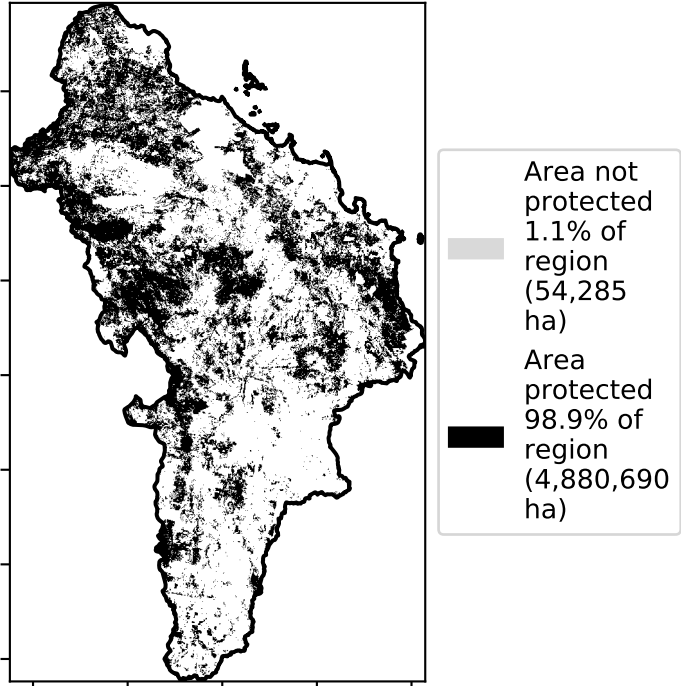 Area not
protected
1.1% of
region
(54,285
ha)
Area
protected
98.9% of
region
(4,880,690
ha)